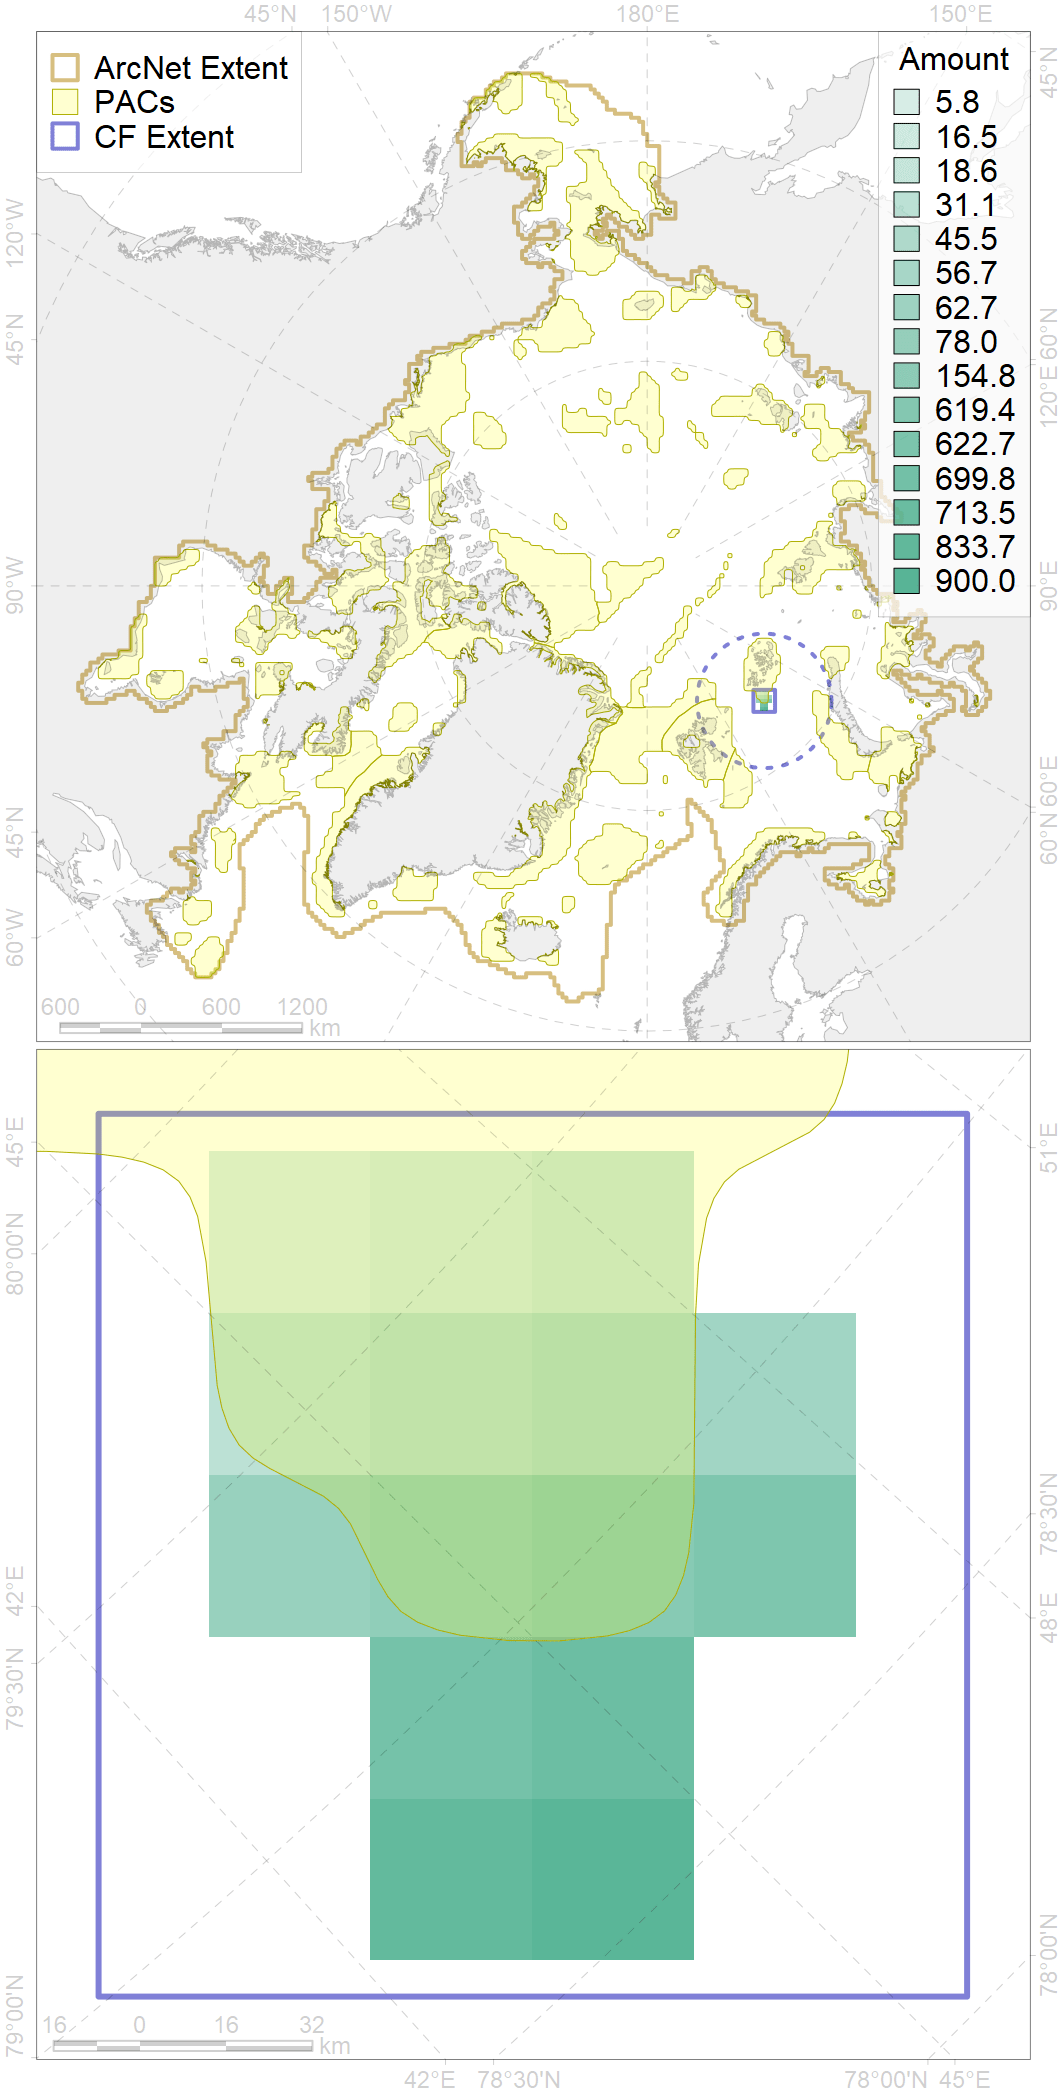 45°N 150°W 180°E 150°E
ArcNet Extent
PACs
CF Extent
Amount
5.8
16.5
18.6
31.1
45.5
56.7
62.7
78.0
154.8
619.4
622.7
699.8
713.5
833.7
900.0
120°W
45°N
90°W
45°N
60°W
45°N
60°N
120°E
90°E
60°E
60°N
600 0 600 1200
km
45°E
80°00'N
42°E
79°30'N
79°00'N
51°E
78°30'N
48°E
78°00'N
16 0 16 32
km
42°E 78°30'N 78°00'N 45°E